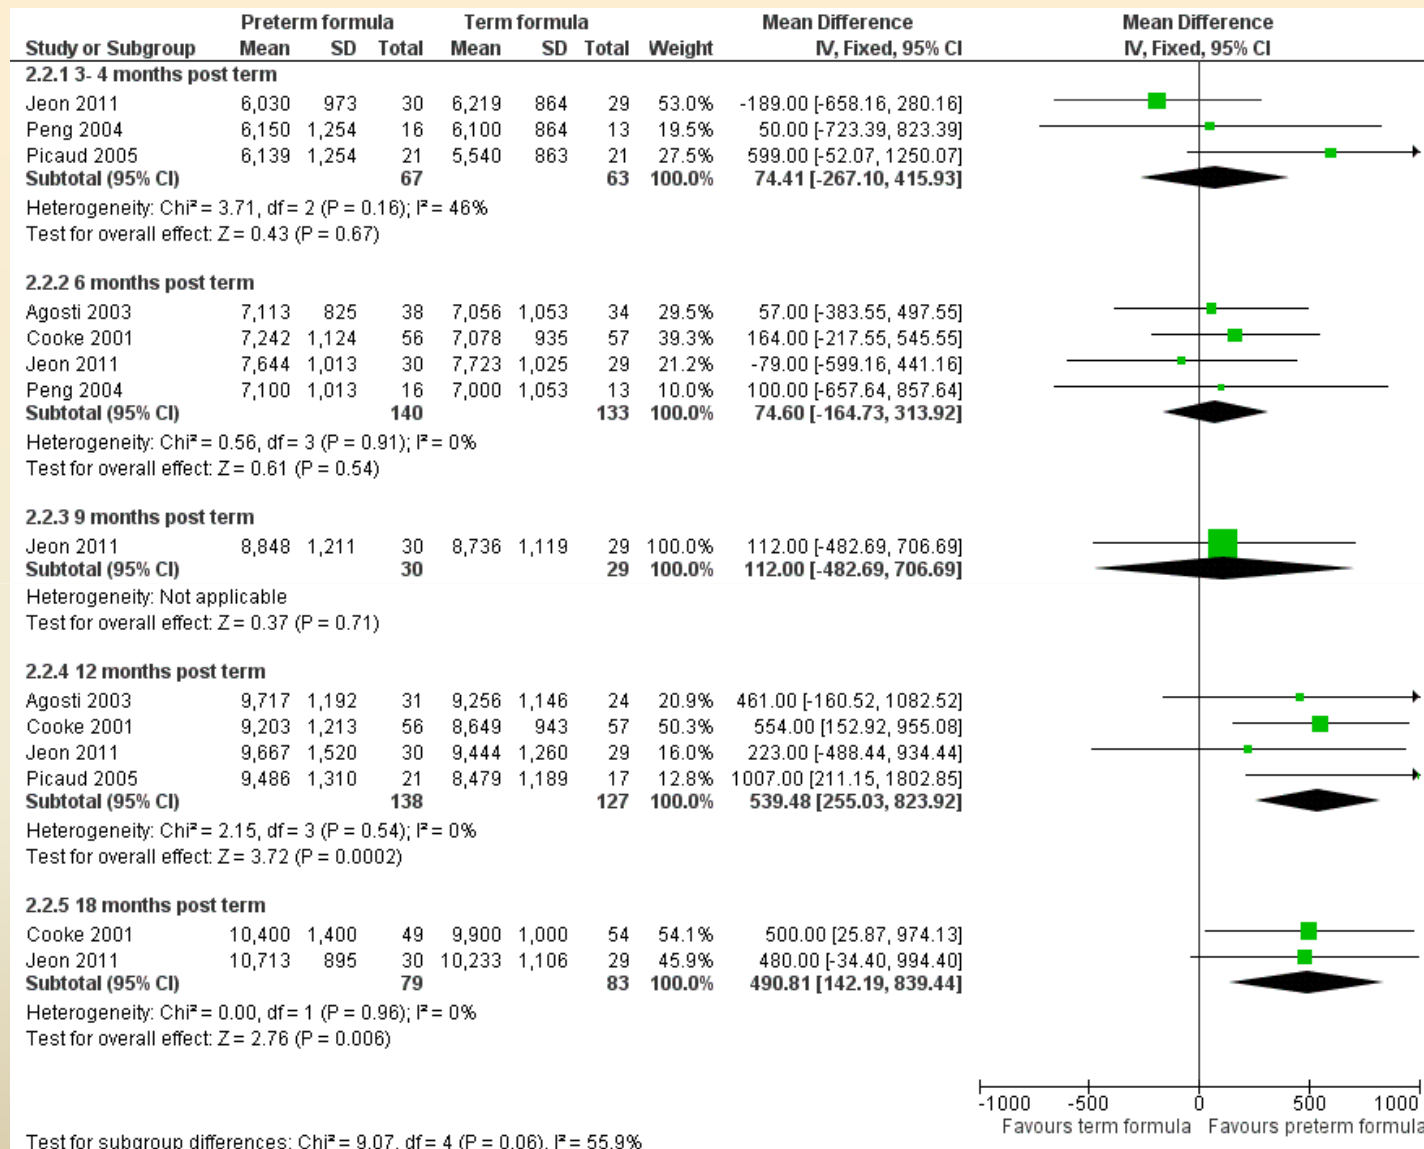 Preterm formula Term formula Mean Difference Mean Difference
Study or Subgroup Mean SD Total Mean SD Total Weight IV, Fixed, 95% CI IV, Fixed, 95% CI
2.2.1 3- 4 months post term
Jeon 2011 6,030 973 30 6,219 864 29 53.0% -189.00 [-658.16, 280.16]
Peng 2004 6,150 1,254 16 6,100 864 13 19.5% 50.00 [-723.39, 823.39]
Picaud 2005 6,139 1,254 21 5,540 863 21 27.5% 599.00 [-52.07, 1250.07]
Subtotal (95% CI) 67 63 100.0% 74.41 [-267.10, 415.93]
Heterogeneity: Chi² = 3.71, df = 2 (P = 0.16); I² = 46%
Test for overall effect: Z = 0.43 (P = 0.67)
2.2.2 6 months post term
Agosti 2003 7,113 825 38 7,056 1,053 34 29.5% 57.00 [-383.55, 497.55]
Cooke 2001 7,242 1,124 56 7,078 935 57 39.3% 164.00 [-217.55, 545.55]
Jeon 2011 7,644 1,013 30 7,723 1,025 29 21.2% -79.00 [-599.16, 441.16]
Peng 2004 7,100 1,013 16 7,000 1,053 13 10.0% 100.00 [-657.64, 857.64]
Subtotal (95% CI) 140 133 100.0% 74.60 [-164.73, 313.92]
Heterogeneity: Chi² = 0.56, df = 3 (P = 0.91); I² = 0%
Test for overall effect: Z = 0.61 (P = 0.54)
2.2.3 9 months post term
Jeon 2011 8,848 1,211 30 8,736 1,119 29 100.0% 112.00 [-482.69, 706.69]
Subtotal (95% CI) 30 29 100.0% 112.00 [-482.69, 706.69]
Heterogeneity: Not applicable
Test for overall effect: Z = 0.37 (P = 0.71)
2.2.4 12 months post term
Agosti 2003 9,717 1,192 31 9,256 1,146 24 20.9% 461.00 [-160.52, 1082.52]
Cooke 2001 9,203 1,213 56 8,649 943 57 50.3% 554.00 [152.92, 955.08]
Jeon 2011 9,667 1,520 30 9,444 1,260 29 16.0% 223.00 [-488.44, 934.44]
Picaud 2005 9,486 1,310 21 8,479 1,189 17 12.8% 1007.00 [211.15, 1802.85]
Subtotal (95% CI) 138 127 100.0% 539.48 [255.03, 823.92]
Heterogeneity: Chi² = 2.15, df = 3 (P = 0.54); I² = 0%
Test for overall effect: Z = 3.72 (P = 0.0002)
2.2.5 18 months post term
Cooke 2001 10,400 1,400 49 9,900 1,000 54 54.1% 500.00 [25.87, 974.13]
Jeon 2011 10,713 895 30 10,233 1,106 29 45.9% 480.00 [-34.40, 994.40]
Subtotal (95% CI) 79 83 100.0% 490.81 [142.19, 839.44]
Heterogeneity: Chi² = 0.00, df = 1 (P = 0.96); I² = 0%
Test for overall effect: Z = 2.76 (P = 0.006)
-1000 -500 0 500 1000
Favours term formula Favours preterm formula
Test for subgroup differences: Chi² = 9.07, df = 4 (P = 0.06), I² = 55.9%